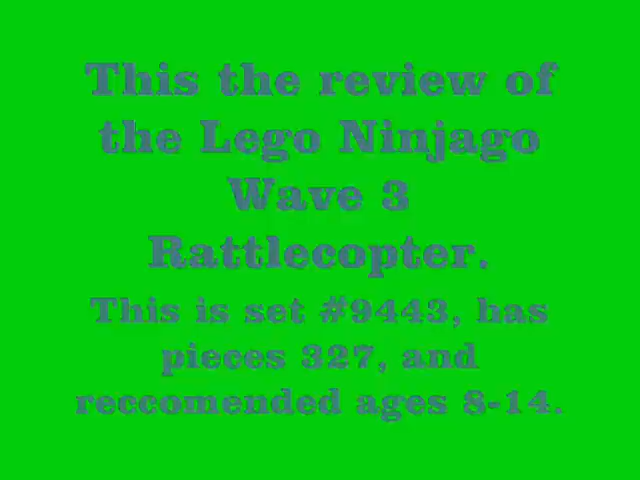 This the review of
the Lego Ninjago
Wave 3
Rattlecopter.
This is set #9443, has
pieces 327, and
reccomended ages 8-14.